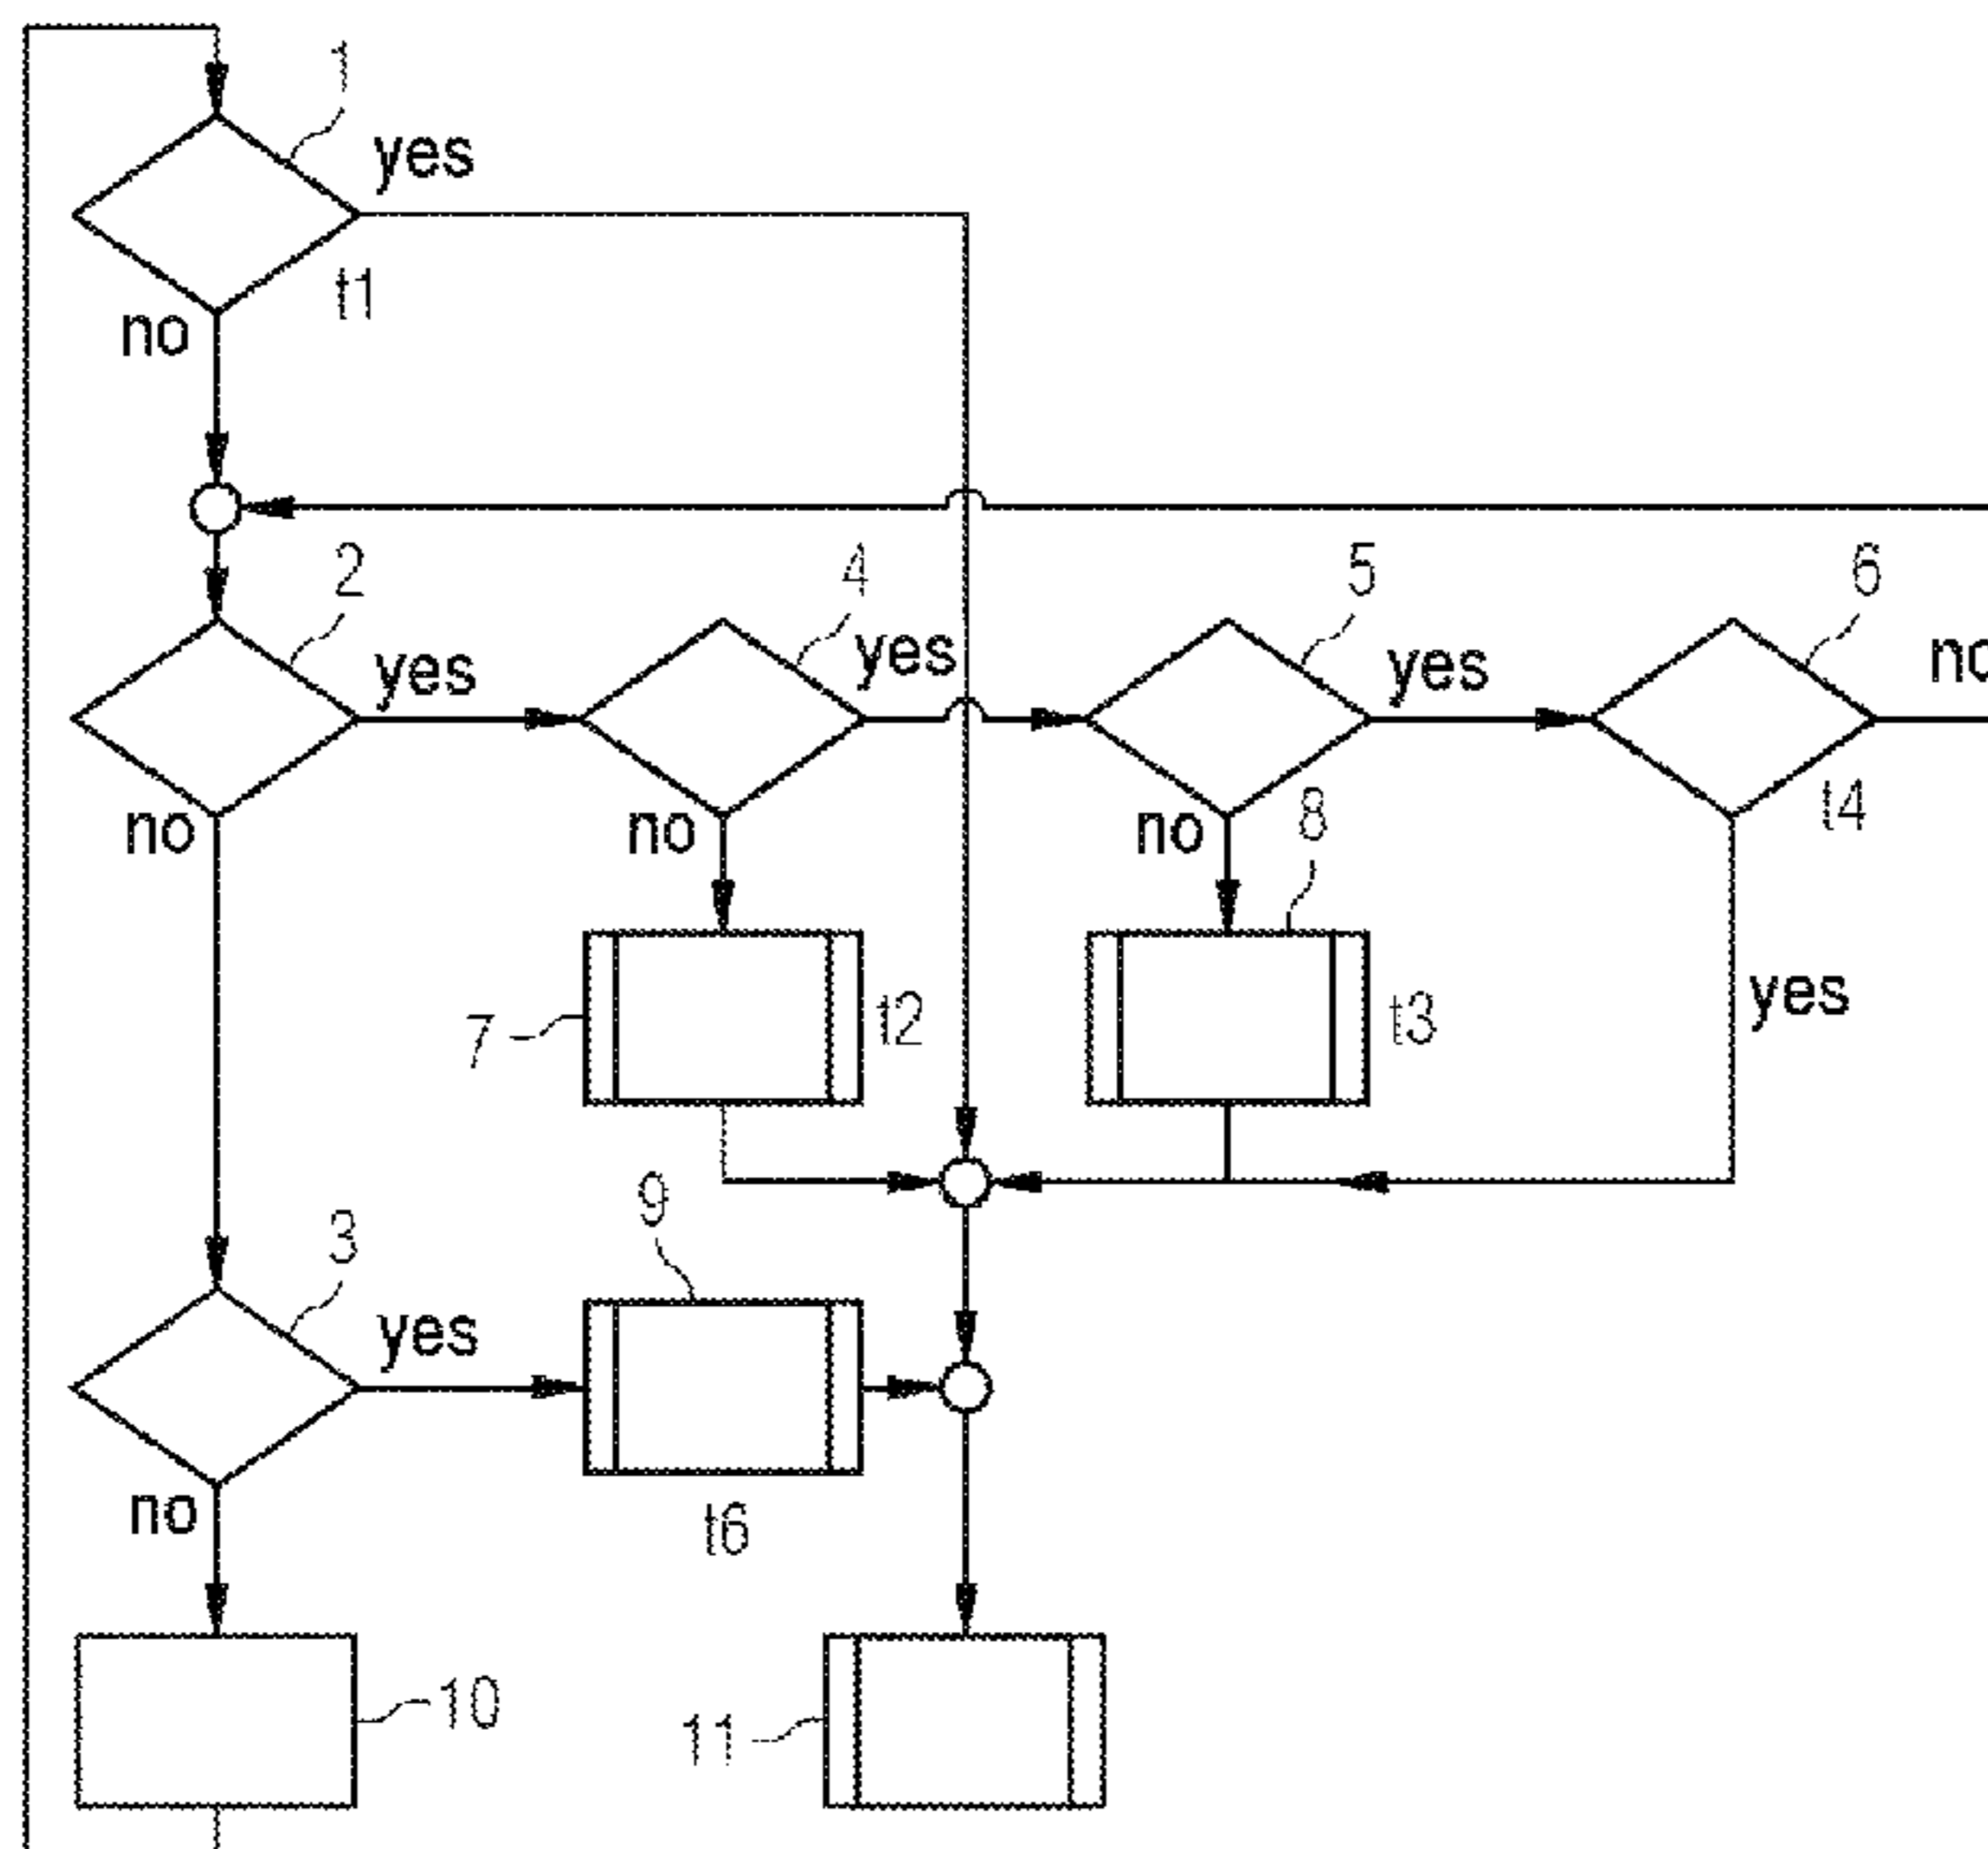 1
yes
t1
no
2
yes
4
yes
5
yes
6
no
no
no
no
8
t4
7
t2
t3
yes
9
3
yes
no
t6
10
11